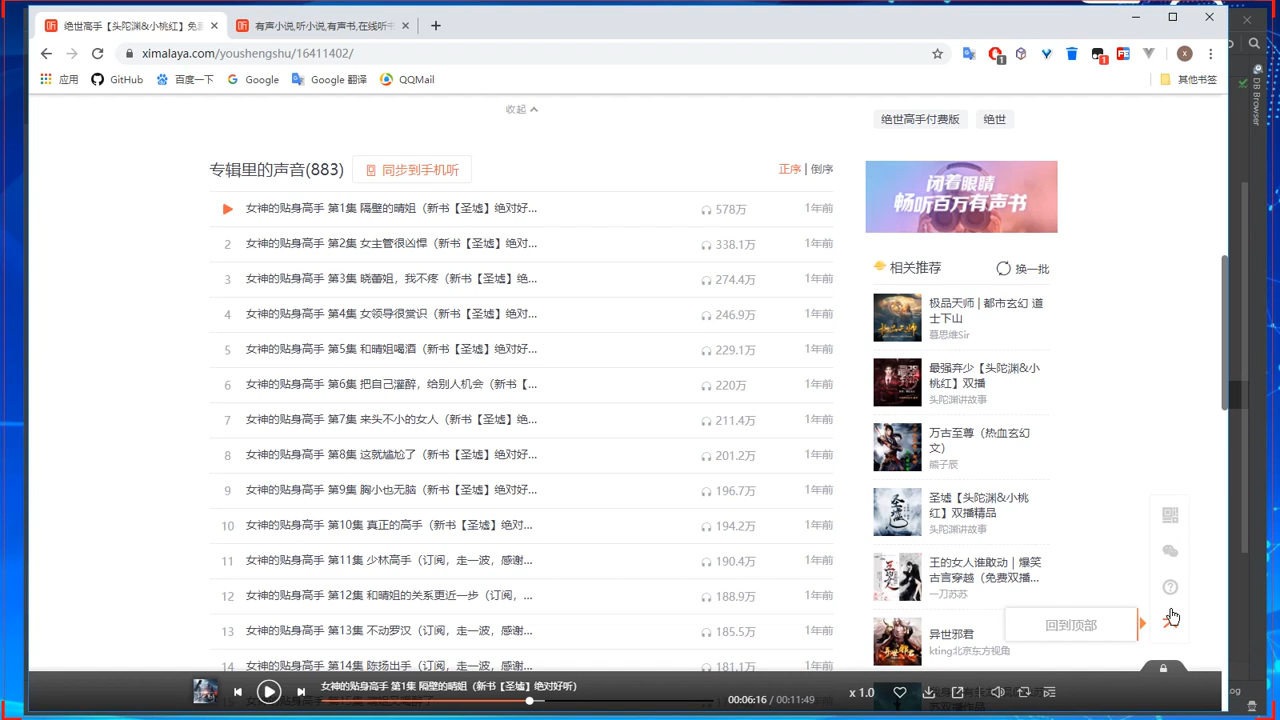 绝世高手【头陀渊&小桃红】免费
有声小说,听小说,有声书,在线听书
ximalaya.com/youshengshu/16411402/
应用 GitHub 百度一下 Google Google 翻译 QQMail 其他书签
DB Browser
收起
绝世高手付费版 绝世
专辑里的声音(883) 同步到手机听 正序 | 倒序
闭着眼睛
畅听百万有声书
女神的贴身高手 第1集 隔壁的晴姐（新书【圣墟】绝对好... 578万 1年前
2 女神的贴身高手 第2集 女主管很凶悍（新书【圣墟】绝对... 338.1万 1年前
3 女神的贴身高手 第3集 晓蕾姐，我不疼（新书【圣墟】绝... 274.4万 1年前
4 女神的贴身高手 第4集 女领导很赏识（新书【圣墟】绝对... 246.9万 1年前
5 女神的贴身高手 第5集 和晴姐喝酒（新书【圣墟】绝对好... 229.1万 1年前
6 女神的贴身高手 第6集 把自己灌醉，给别人机会（新书【... 220万 1年前
7 女神的贴身高手 第7集 来头不小的女人（新书【圣墟】绝... 211.4万 1年前
8 女神的贴身高手 第8集 这就尴尬了（新书【圣墟】绝对好... 201.2万 1年前
9 女神的贴身高手 第9集 胸小也无脑（新书【圣墟】绝对好... 196.7万 1年前
10 女神的贴身高手 第10集 真正的高手（新书【圣墟】绝对... 194.2万 1年前
11 女神的贴身高手 第11集 少林高手（订阅，走一波，感谢... 190.4万 1年前
12 女神的贴身高手 第12集 和晴姐的关系更近一步（订阅，... 188.9万 1年前
13 女神的贴身高手 第13集 不动罗汉（订阅，走一波，感谢... 185.5万 1年前
14 女神的贴身高手 第14集 陈扬出手（订阅，走一波，感谢... 181.1万 1年前
相关推荐 换一批
极品天师 | 都市玄幻 道
士下山
暮思维Sir
最强弃少【头陀渊&小
桃红】双播
头陀渊讲故事
万古至尊（热血玄幻
文）
熊子辰
圣墟【头陀渊&小桃
红】双播精品
头陀渊讲故事
王的女人谁敢动 | 爆笑
古言穿越（免费双播...
一刀苏苏
异世邪君
kting北京东方视角
回到顶部
女神的贴身高手 第1集 隔壁的晴姐（新书【圣墟】绝对好听）
00:06:16 / 00:11:49
x 1.0